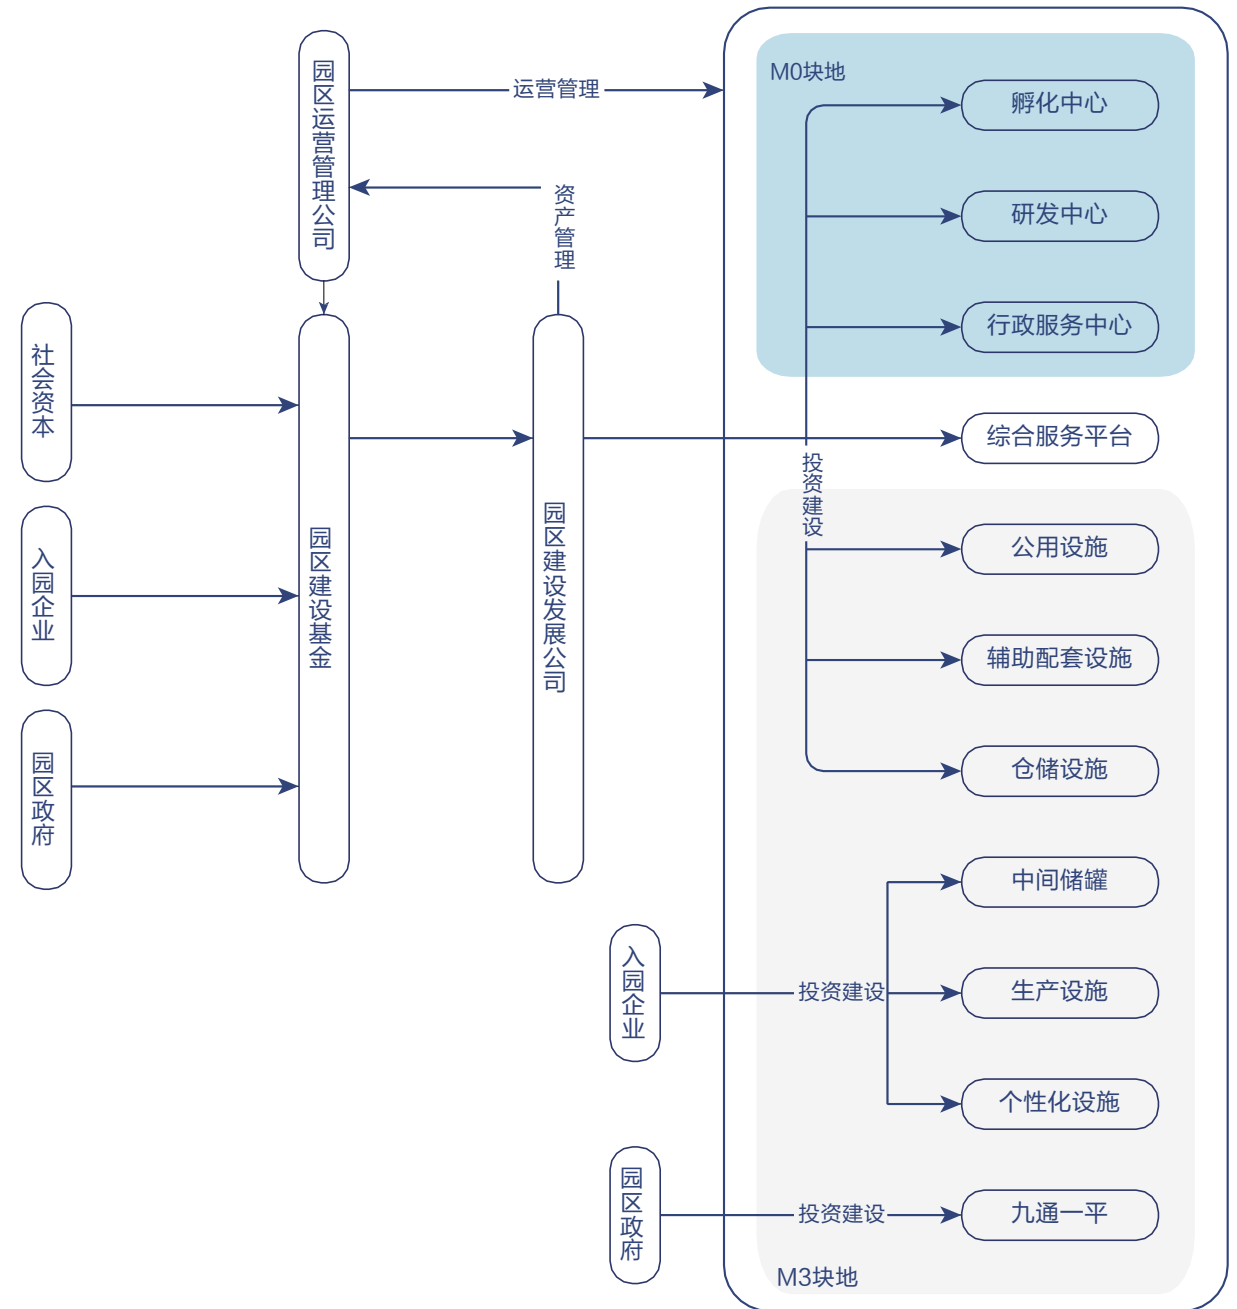 园区运营管理公司
运营管理
资产管理
社会资本
入园企业
园区政府
园区建设基金
园区建设发展公司
M0块地
孵化中心
研发中心
行政服务中心
综合服务平台
投资建设
公用设施
辅助配套设施
仓储设施
入园企业
投资建设
中间储罐
生产设施
个性化设施
园区政府
投资建设
九通一平
M3块地